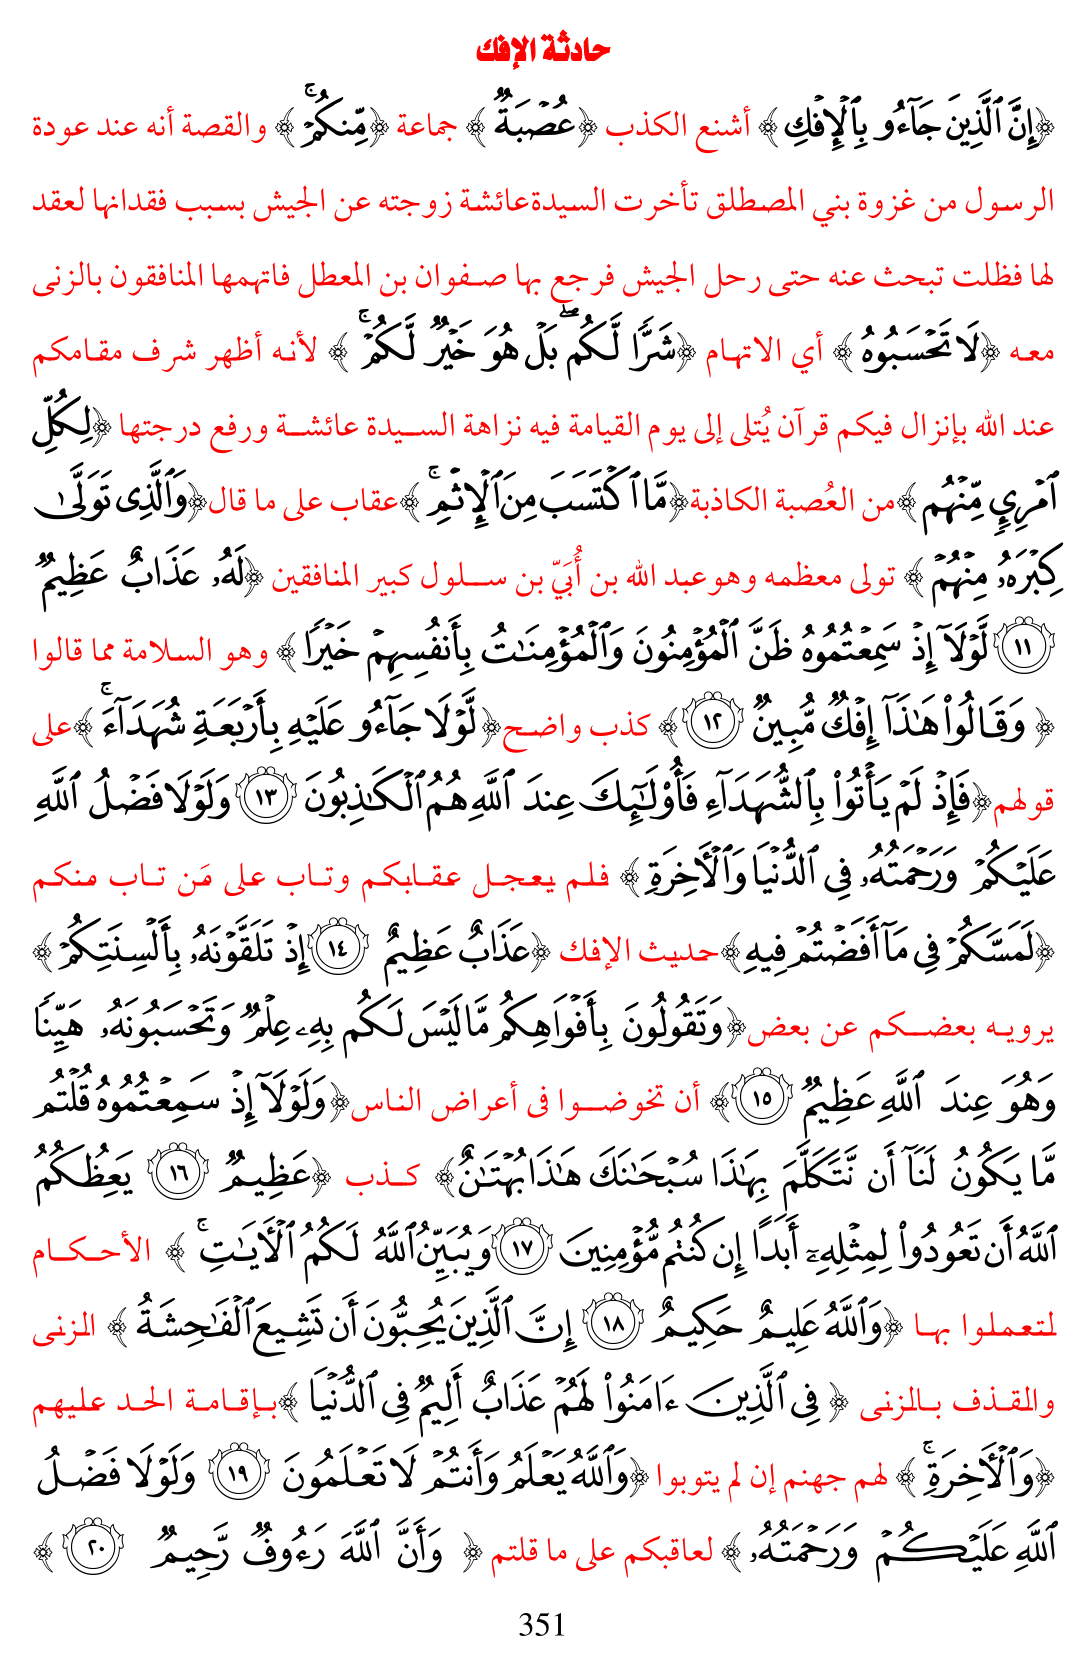 حادثة الإفك
﴿إِنَّ ٱلَّذِينَ جَآءُو بِٱلۡإِفۡكِ﴾ أشنع الكذب ﴿عُصۡبَةٞ﴾ جماعة ﴿مِّنكُمۡۚ﴾ والقصة أنه عند عودة
الرسول من غزوة بني المصطلق تأخرت السيدة عائشة زوجته عن الجيش بسبب فقدانها لعقد
لها فظلت تبحث عنه حتى رحل الجيش فرجع بها صفوان بن المعطل فاتهمها المنافقون بالزنى
معه ﴿لَا تَحۡسَبُوهُ﴾ أي الاتهام ﴿شَرّٗا لَّكُمۖ بَلۡ هُوَ خَيۡرٞ لَّكُمۡۚ﴾ لأنه أظهر شرف مقامكم
عند الله بإنزال فيكم قرآن يُتلى إلى يوم القيامة فيه نزاهة السيدة عائشة ورفع درجتها ﴿لِكُلِّ
ٱمۡرِيٕٖ مِّنۡهُم﴾ من العُصبة الكاذبة ﴿مَّا ٱكۡتَسَبَ مِنَ ٱلۡإِثۡمِۚ﴾ عقاب على ما قال ﴿وَٱلَّذِي تَوَلَّىٰ
كِبۡرَهُۥ مِنۡهُمۡ﴾ تولى معظمه وهو عبد الله بن أُبَيّ بن سلول كبير المنافقين ﴿لَهُۥ عَذَابٌ عَظِيمٞ
١١ لَّوۡلَآ إِذۡ سَمِعۡتُمُوهُ ظَنَّ ٱلۡمُؤۡمِنُونَ وَٱلۡمُؤۡمِنَٰتُ بِأَنفُسِهِمۡ خَيۡرٗا﴾ وهو السلامة مما قالوا
﴿وَقَالُواْ هَٰذَآ إِفۡكٞ مُّبِينٞ ١٢﴾ كذب واضح ﴿لَّوۡلَا جَآءُو عَلَيۡهِ بِأَرۡبَعَةِ شُهَدَآءَۚ﴾ على
قولهم ﴿فَإِذۡ لَمۡ يَأۡتُواْ بِٱلشُّهَدَآءِ فَأُوْلَٰٓئِكَ عِندَ ٱللَّهِ هُمُ ٱلۡكَٰذِبُونَ ١٣ وَلَوۡلَا فَضۡلُ ٱللَّهِ
عَلَيۡكُمۡ وَرَحۡمَتُهُۥ فِي ٱلدُّنۡيَا وَٱلۡأٓخِرَةِ﴾ فلم يعجل عقابكم وتاب على مَن تاب منكم
﴿لَمَسَّكُمۡ فِي مَآ أَفَضۡتُمۡ فِيهِ﴾ حديث الإفك ﴿عَذَابٌ عَظِيمٌ ١٤ إِذۡ تَلَقَّوۡنَهُۥ بِأَلۡسِنَتِكُمۡ﴾
يرويه بعضكم عن بعض ﴿وَتَقُولُونَ بِأَفۡوَاهِكُم مَّا لَيۡسَ لَكُم بِهِۦ عِلۡمٞ وَتَحۡسَبُونَهُۥ هَيِّنٗا
وَهُوَ عِندَ ٱللَّهِ عَظِيمٞ ١٥﴾ أن تخوضوا فى أعراض الناس ﴿وَلَوۡلَآ إِذۡ سَمِعۡتُمُوهُ قُلۡتُم
مَّا يَكُونُ لَنَآ أَن نَّتَكَلَّمَ بِهَٰذَا سُبۡحَٰنَكَ هَٰذَا بُهۡتَٰنٌ﴾ كذب ﴿عَظِيمٞ ١٦ يَعِظُكُمُ
ٱللَّهُ أَن تَعُودُواْ لِمِثۡلِهِۦٓ أَبَدًا إِن كُنتُم مُّؤۡمِنِينَ ١٧ وَيُبَيِّنُ ٱللَّهُ لَكُمُ ٱلۡأٓيَٰتِۚ﴾ الأحكام
لتعملوا بها ﴿وَٱللَّهُ عَلِيمٌ حَكِيمٌ ١٨ إِنَّ ٱلَّذِينَ يُحِبُّونَ أَن تَشِيعَ ٱلۡفَٰحِشَةُ﴾ الزنى
والقذف بالزنى ﴿فِي ٱلَّذِينَ ءَامَنُواْ لَهُمۡ عَذَابٌ أَلِيمٞ فِي ٱلدُّنۡيَا﴾ بإقامة الحد عليهم
﴿وَٱلۡأٓخِرَةِۚ﴾ لهم جهنم إن لم يتوبوا ﴿وَٱللَّهُ يَعۡلَمُ وَأَنتُمۡ لَا تَعۡلَمُونَ ١٩ وَلَوۡلَا فَضۡلُ
ٱللَّهِ عَلَيۡكُمۡ وَرَحۡمَتُهُۥ﴾ لعاقبكم على ما قلتم ﴿وَأَنَّ ٱللَّهَ رَءُوفٞ رَّحِيمٞ ٢٠﴾
351